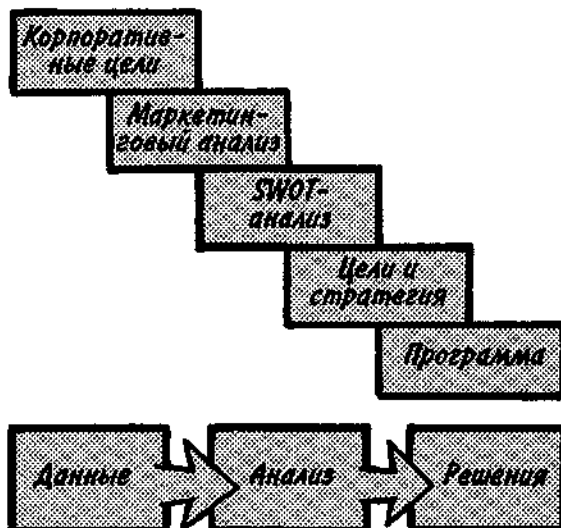 Корпоратив-
ные цели
Маркетин-
говый анализ
SWOT-
анализ
Цели и
стратегия
Программа
Данные
Анализ
Решения